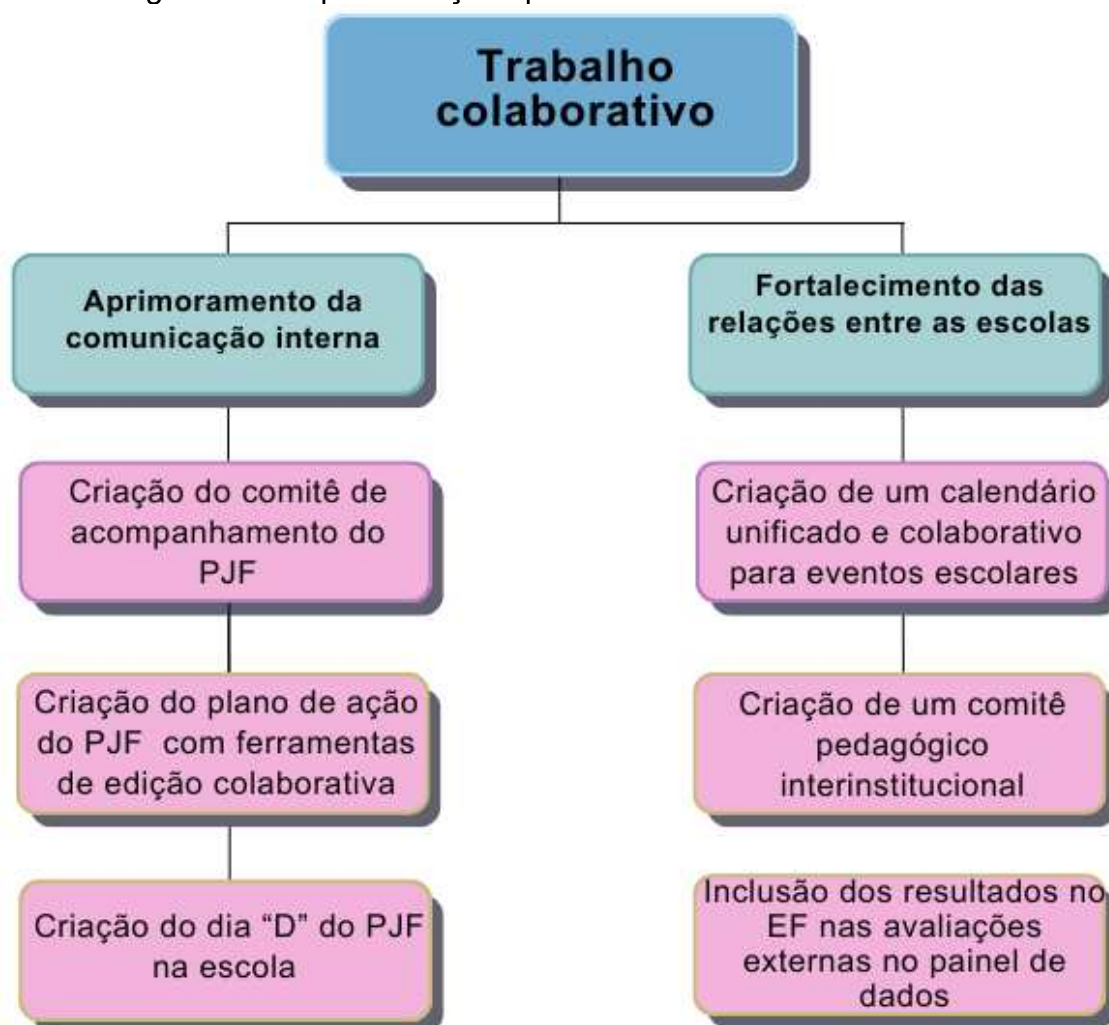 Trabalho
colaborativo
Aprimoramento da
comunicação interna
Fortalecimento das
relações entre as escolas
Criação do comitê de
acompanhamento do
PJF
Criação de um calendário
unificado e colaborativo
para eventos escolares
Criação do plano de ação
do PJF com ferramentas
de edição colaborativa
Criação de um comitê
pedagógico
interinstitucional
Criação do dia “D” do PJF
na escola
Inclusão dos resultados no
EF nas avaliações
externas no painel de
dados